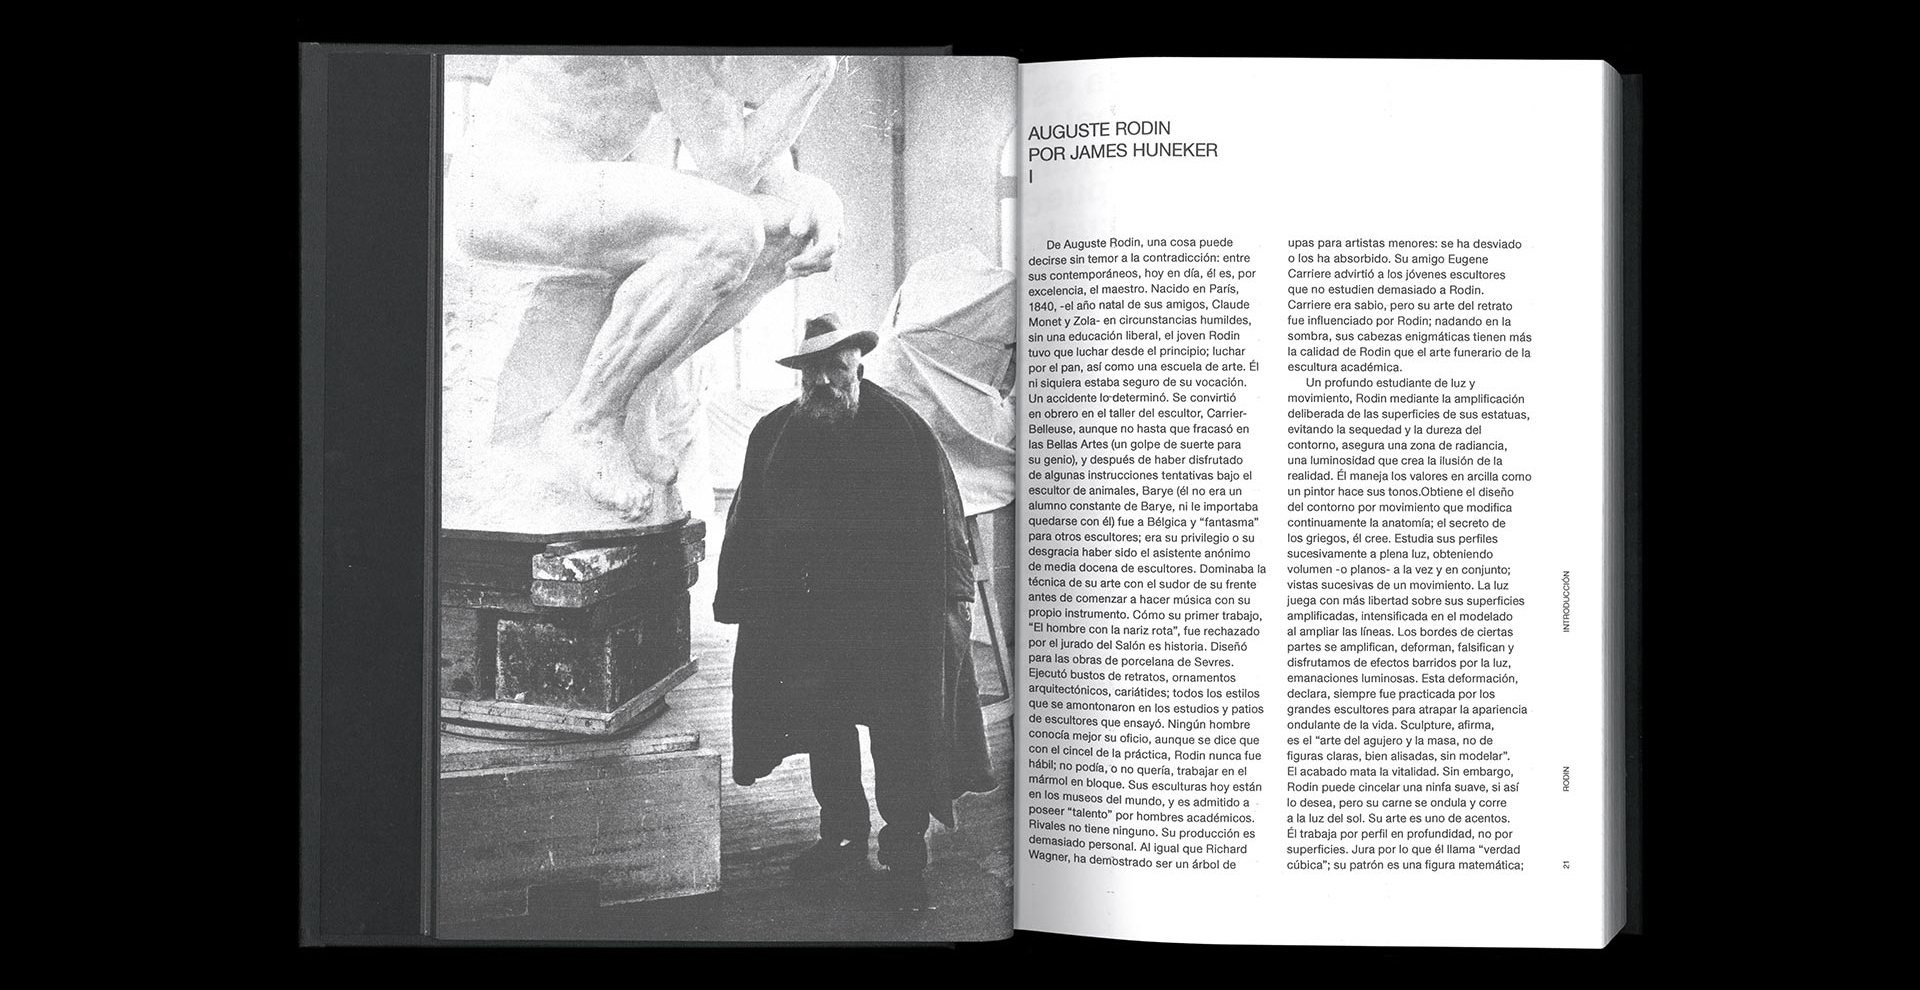 AUGUSTE RODIN
POR JAMES HUNEKER
I
De Auguste Rodin, una cosa puede
decirse sin temor a la contradicción: entre
sus contemporáneos, hoy en día, él es, por
excelencia, el maestro. Nacido en París,
1840, -el año natal de sus amigos, Claude
Monet y Zola- en circunstancias humildes,
sin una educación liberal, el joven Rodin
tuvo que luchar desde el principio; luchar
por el pan, así como una escuela de arte. Él
ni siquiera estaba seguro de su vocación.
Un accidente lo determinó. Se convirtió
en obrero en el taller del escultor, Carrier-
Belleuse, aunque no hasta que fracasó en
las Bellas Artes (un golpe de suerte para
su genio), y después de haber disfrutado
de algunas instrucciones tentativas bajo el
escultor de animales, Barye (él no era un
alumno constante de Barye, ni le importaba
quedarse con él) fue a Bélgica y “fantasma”
para otros escultores; era su privilegio o su
desgracia haber sido el asistente anónimo
de media docena de escultores. Dominaba la
técnica de su arte con el sudor de su frente
antes de comenzar a hacer música con su
propio instrumento. Cómo su primer trabajo,
“El hombre con la nariz rota”, fue rechazado
por el jurado del Salón es historia. Diseñó
para las obras de porcelana de Sevres.
Ejecutó bustos de retratos, ornamentos
arquitectónicos, cariátides; todos los estilos
que se amontonaron en los estudios y patios
de escultores que ensayó. Ningún hombre
conocía mejor su oficio, aunque se dice que
con el cincel de la práctica, Rodin nunca fue
hábil; no podía, o no quería, trabajar en el
mármol en bloque. Sus esculturas hoy están
en los museos del mundo, y es admitido a
poseer “talento” por hombres académicos.
Rivales no tiene ninguno. Su producción es
demasiado personal. Al igual que Richard
Wagner, ha demostrado ser un árbol de
upas para artistas menores: se ha desviado
o los ha absorbido. Su amigo Eugene
Carriere advirtió a los jóvenes escultores
que no estudien demasiado a Rodin.
Carriere era sabio, pero su arte del retrato
fue influenciado por Rodin; nadando en la
sombra, sus cabezas enigmáticas tienen más
la calidad de Rodin que el arte funerario de la
escultura académica.
Un profundo estudiante de luz y
movimiento, Rodin mediante la amplificación
deliberada de las superficies de sus estatuas,
evitando la sequedad y la dureza del
contorno, asegura una zona de radiancia,
una luminosidad que crea la ilusión de la
realidad. Él maneja los valores en arcilla como
un pintor hace sus tonos.Obtiene el diseño
del contorno por movimiento que modifica
continuamente la anatomía; el secreto de
los griegos, él cree. Estudia sus perfiles
sucesivamente a plena luz, obteniendo
volumen -o planos- a la vez y en conjunto;
vistas sucesivas de un movimiento. La luz
juega con más libertad sobre sus superficies
amplificadas, intensificada en el modelado
al ampliar las líneas. Los bordes de ciertas
partes se amplifican, deforman, falsifican y
disfrutamos de efectos barridos por la luz,
emanaciones luminosas. Esta deformación,
declara, siempre fue practicada por los
grandes escultores para atrapar la apariencia
ondulante de la vida. Sculpture, afirma,
es el “arte del agujero y la masa, no de
figuras claras, bien alisadas, sin modelar”.
El acabado mata la vitalidad. Sin embargo,
Rodin puede cincelar una ninfa suave, si así
lo desea, pero su carne se ondula y corre
a la luz del sol. Su arte es uno de acentos.
Él trabaja por perfil en profundidad, no por
superficies. Jura por lo que él llama “verdad
cúbica”; su patrón es una figura matemática;
INTRODUCCIÓN
RODIN
21